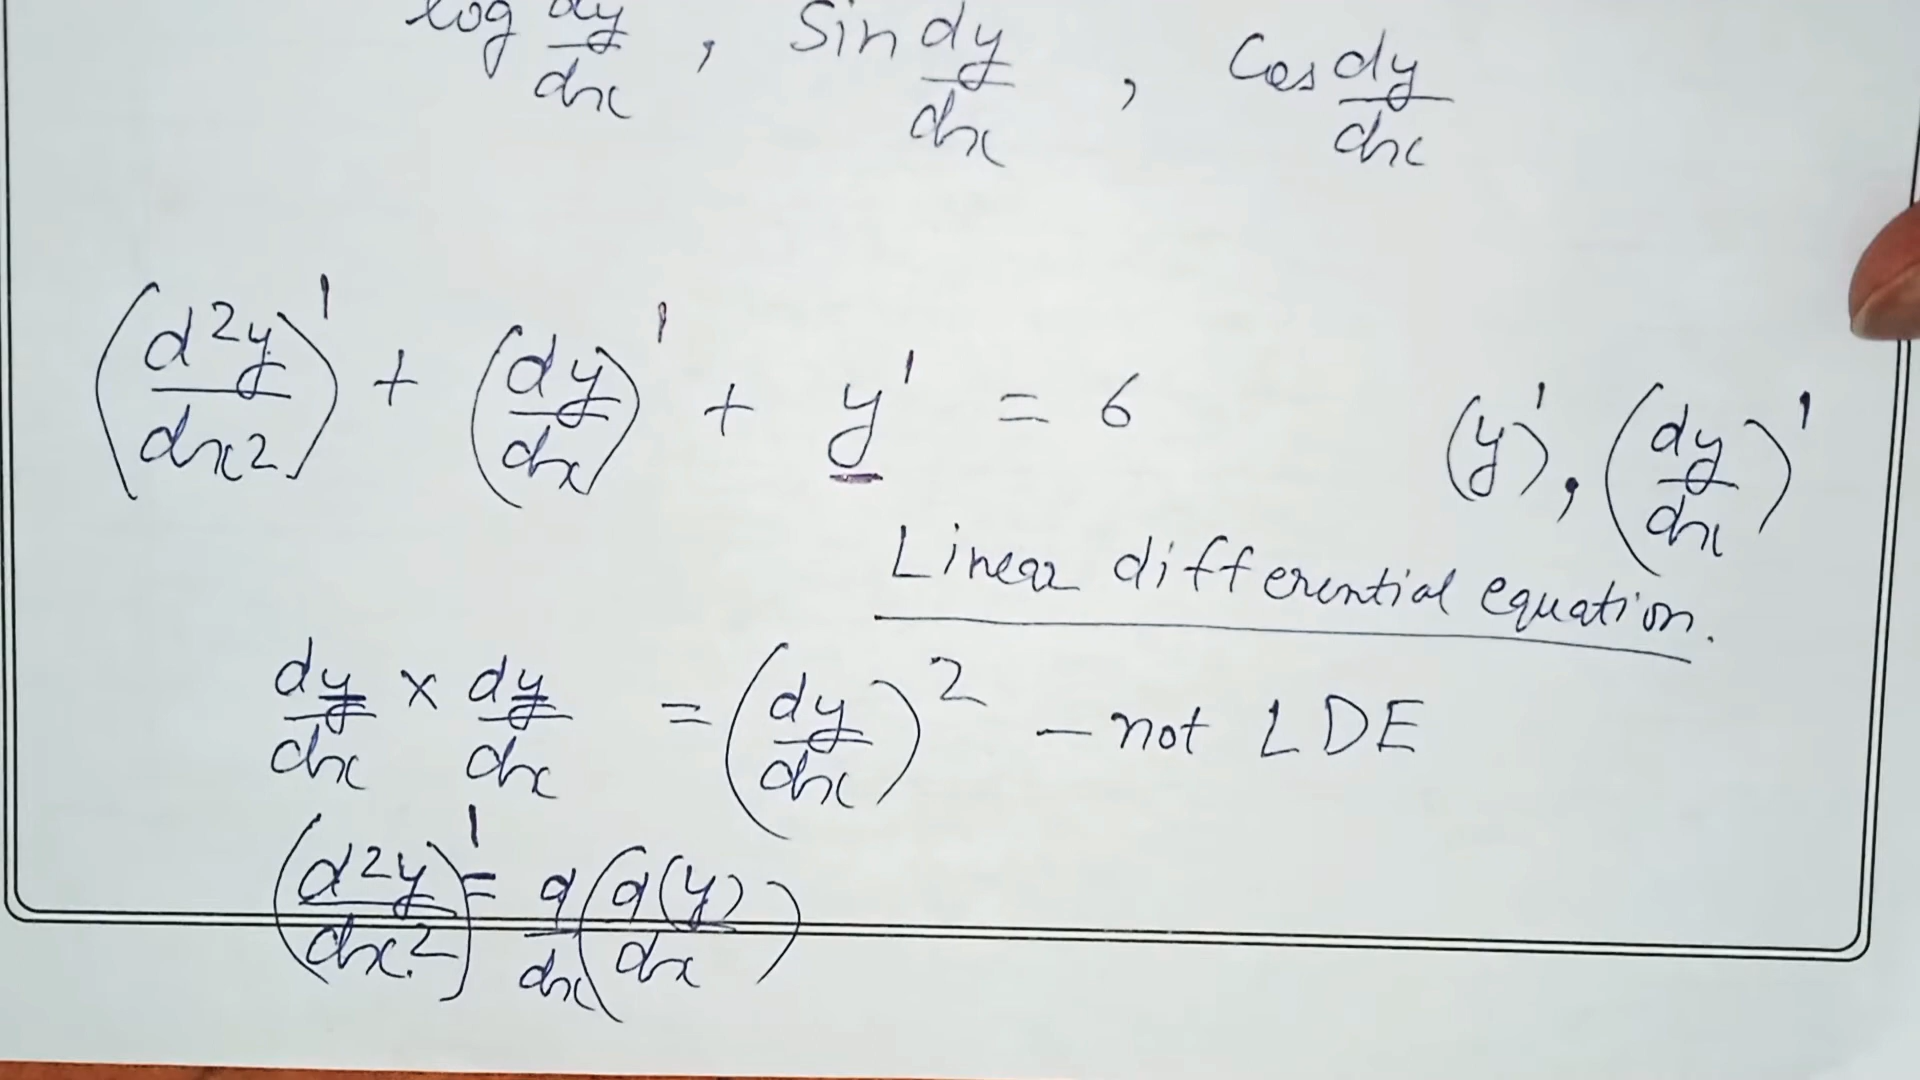 log dy/dx , Sin dy/dx , Cos dy/dx
(d²y/dx²)¹ + (dy/dx)¹ + y¹ = 6 (y)¹, (dy/dx)¹
Linear differential equation.
dy/dx × dy/dx = (dy/dx)² – not LDE
(d²y/dx²)¹ = d/dx (d(y)/dx)